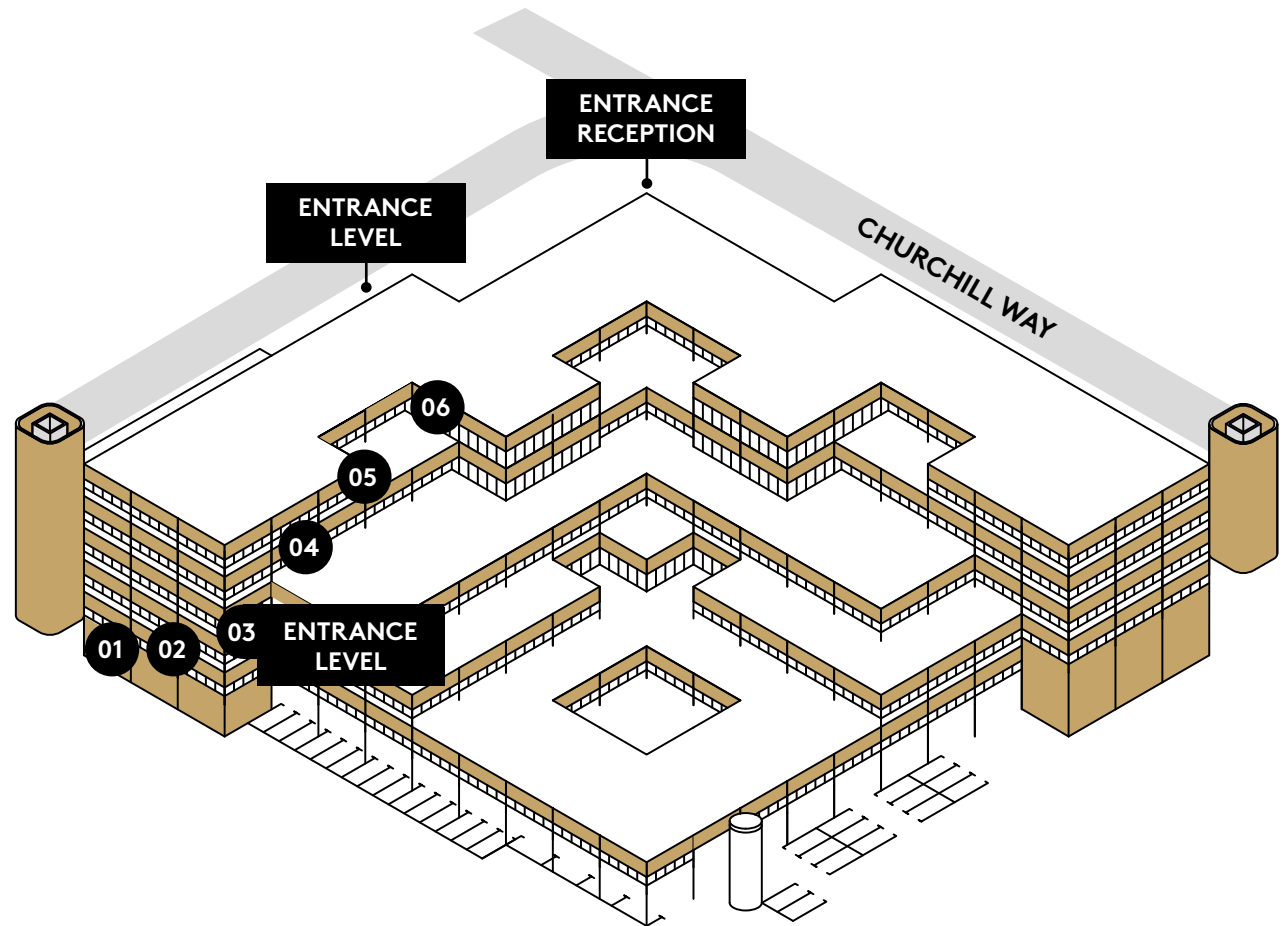 ENTRANCE
RECEPTION
ENTRANCE
LEVEL
CHURCHILL WAY
06
05
04
03
ENTRANCE
LEVEL
01
02